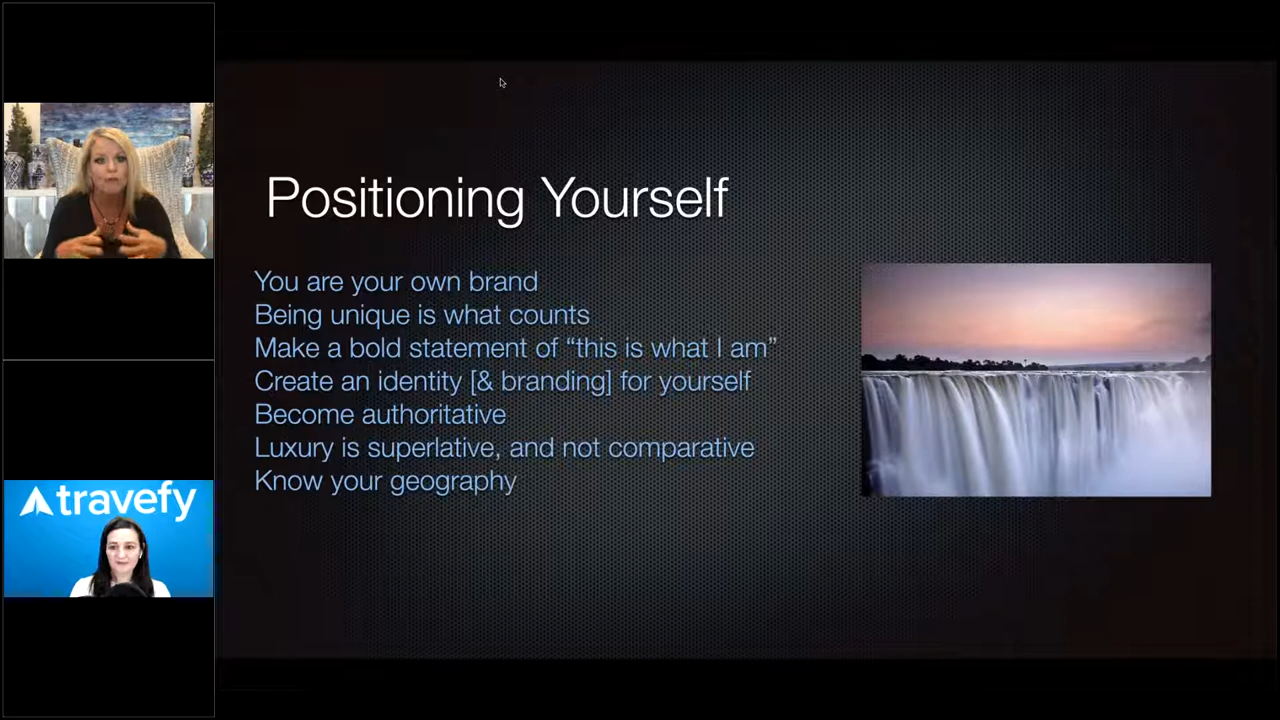 Positioning Yourself
You are your own brand
Being unique is what counts
Make a bold statement of “this is what I am”
Create an identity [& branding] for yourself
Become authoritative
Luxury is superlative, and not comparative
Know your geography
travefy